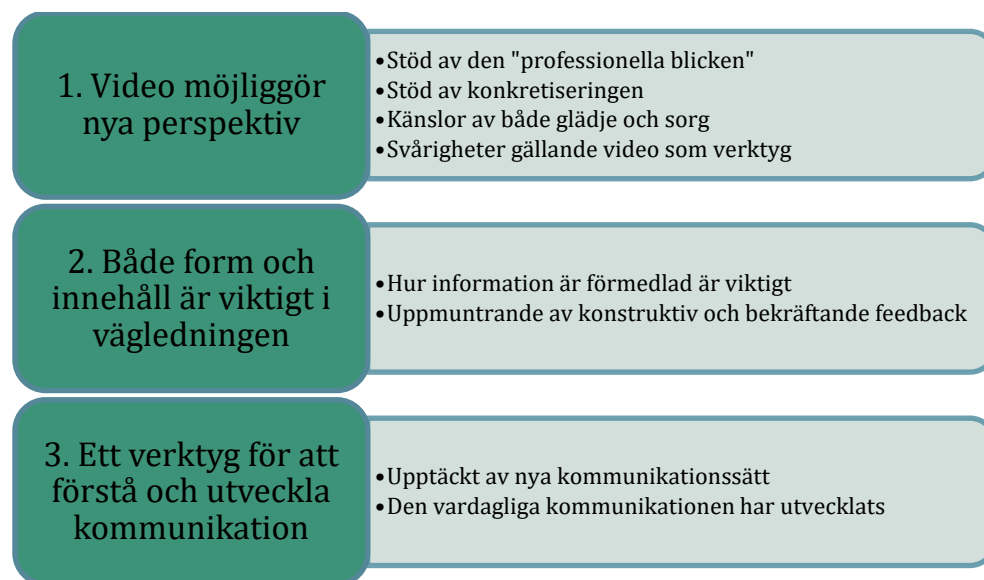 1. Video möjliggör
nya perspektiv
•Stöd av den "professionella blicken"
•Stöd av konkretiseringen
•Känslor av både glädje och sorg
•Svårigheter gällande video som verktyg
2. Både form och
innehåll är viktigt i
vägledningen
•Hur information är förmedlad är viktigt
•Uppmuntrande av konstruktiv och bekräftande feedback
3. Ett verktyg för att
förstå och utveckla
kommunikation
•Upptäckt av nya kommunikationssätt
•Den vardagliga kommunikationen har utvecklats